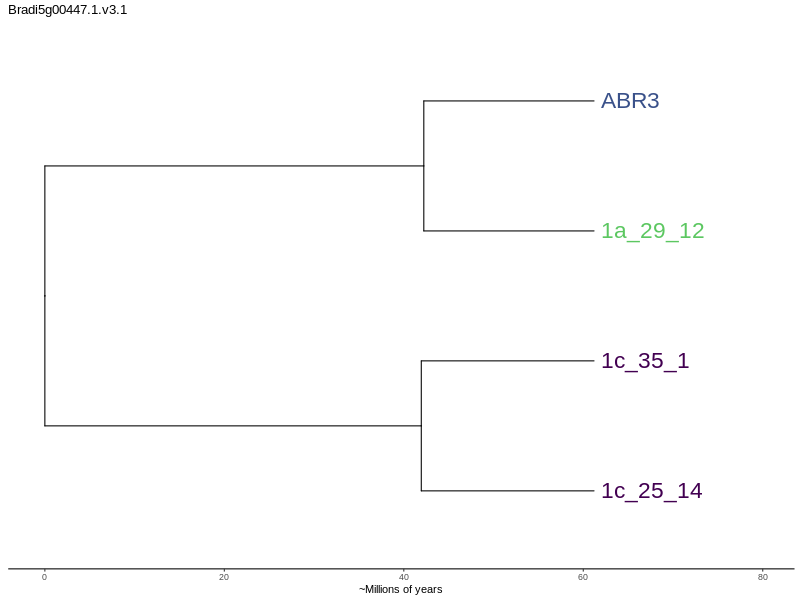 Bradi5g00447.1.v3.1
ABR3
1a_29_12
1c_35_1
1c_25_14
0 20 40 60 80
~Millions of years